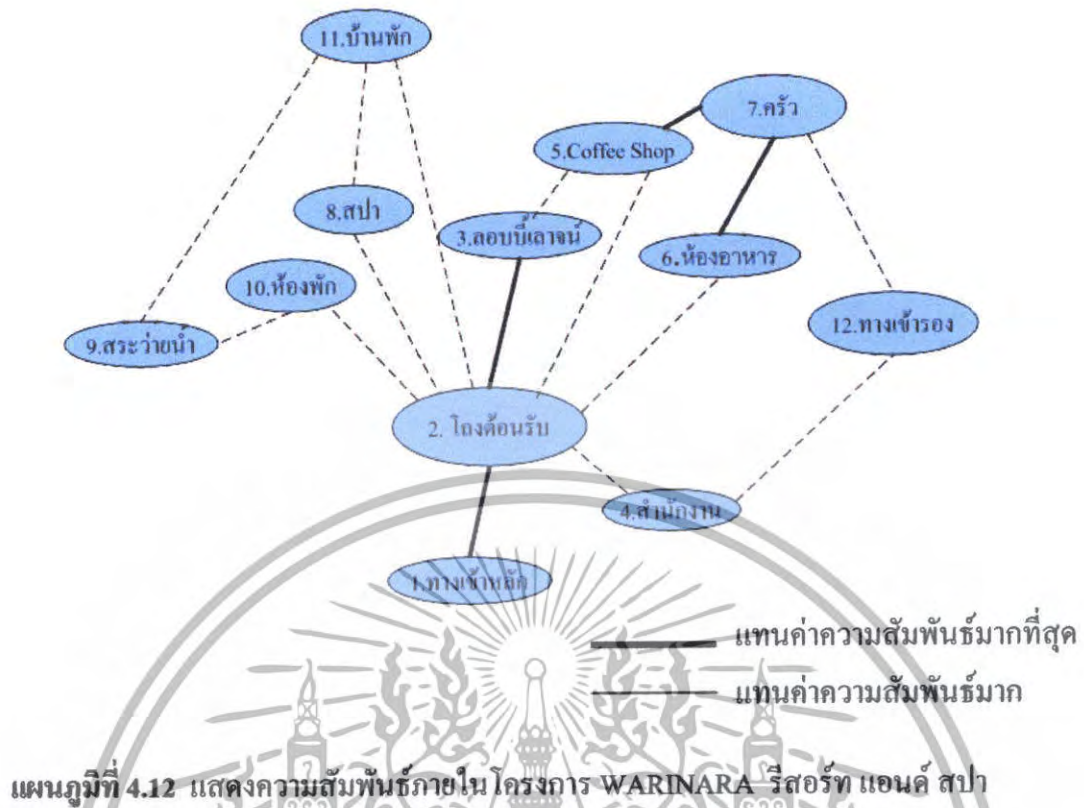 11.บ้านพัก
7.ครัว
5.Coffee Shop
8.สปา
3.ลอบบี้เลาจน์
6.ห้องอาหาร
10.ห้องพัก
12.ทางเข้ารอง
9.สระว่ายน้ำ
2. โถงต้อนรับ
4.สำนักงาน
1.ทางเข้าหลัก
แทนค่าความสัมพันธ์มากที่สุด
แทนค่าความสัมพันธ์มาก
แผนภูมิที่ 4.12 แสดงความสัมพันธ์ภายในโครงการ WARINARA รีสอร์ท แอนด์ สปา